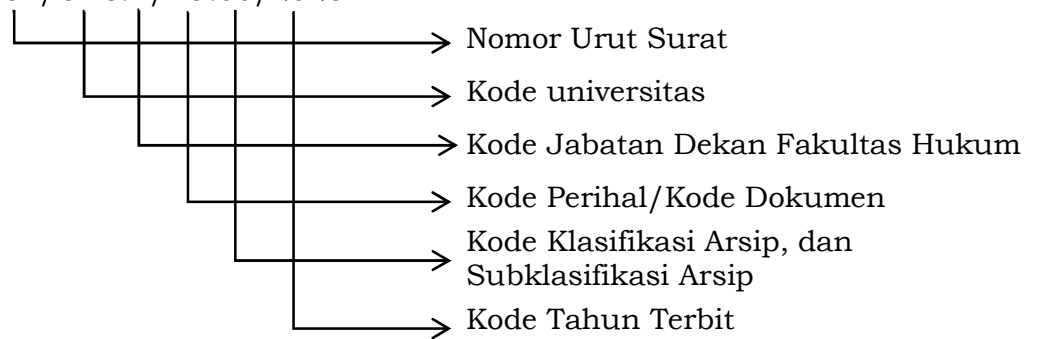 Nomor Urut Surat
Kode universitas
Kode Jabatan Dekan Fakultas Hukum
Kode Perihal/Kode Dokumen
Kode Klasifikasi Arsip, dan
Subklasifikasi Arsip
Kode Tahun Terbit